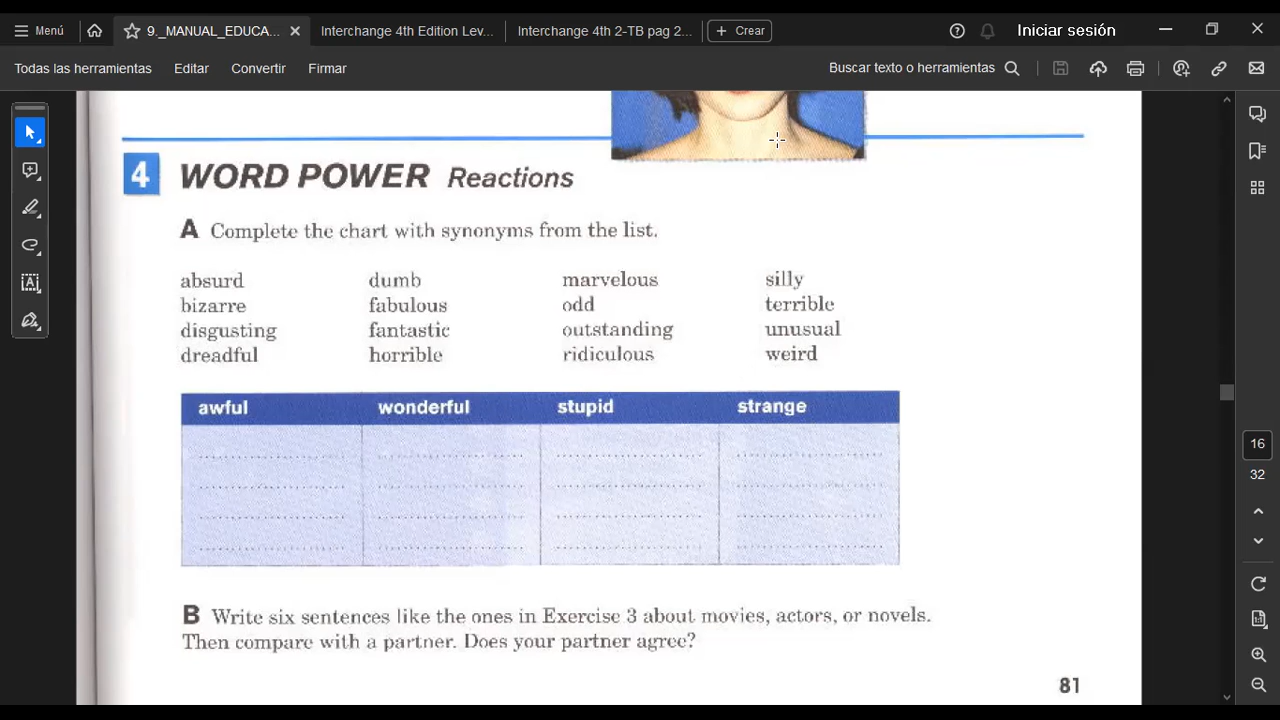 Menú
9._MANUAL_EDUCA...
Interchange 4th Edition Lev...
Interchange 4th 2-TB pag 2...
Crear
Iniciar sesión
Todas las herramientas
Editar
Convertir
Firmar
Buscar texto o herramientas
4 WORD POWER Reactions
A Complete the chart with synonyms from the list.
absurd dumb marvelous silly
bizarre fabulous odd terrible
disgusting fantastic outstanding unusual
dreadful horrible ridiculous weird
awful wonderful stupid strange
B Write six sentences like the ones in Exercise 3 about movies, actors, or novels.
Then compare with a partner. Does your partner agree?
81
16
32